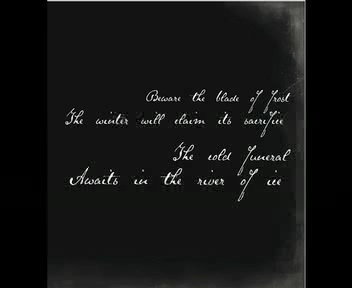 Beware the blade of frost
The winter will claim its sacrifice
The cold funeral
Awaits in the river of ice